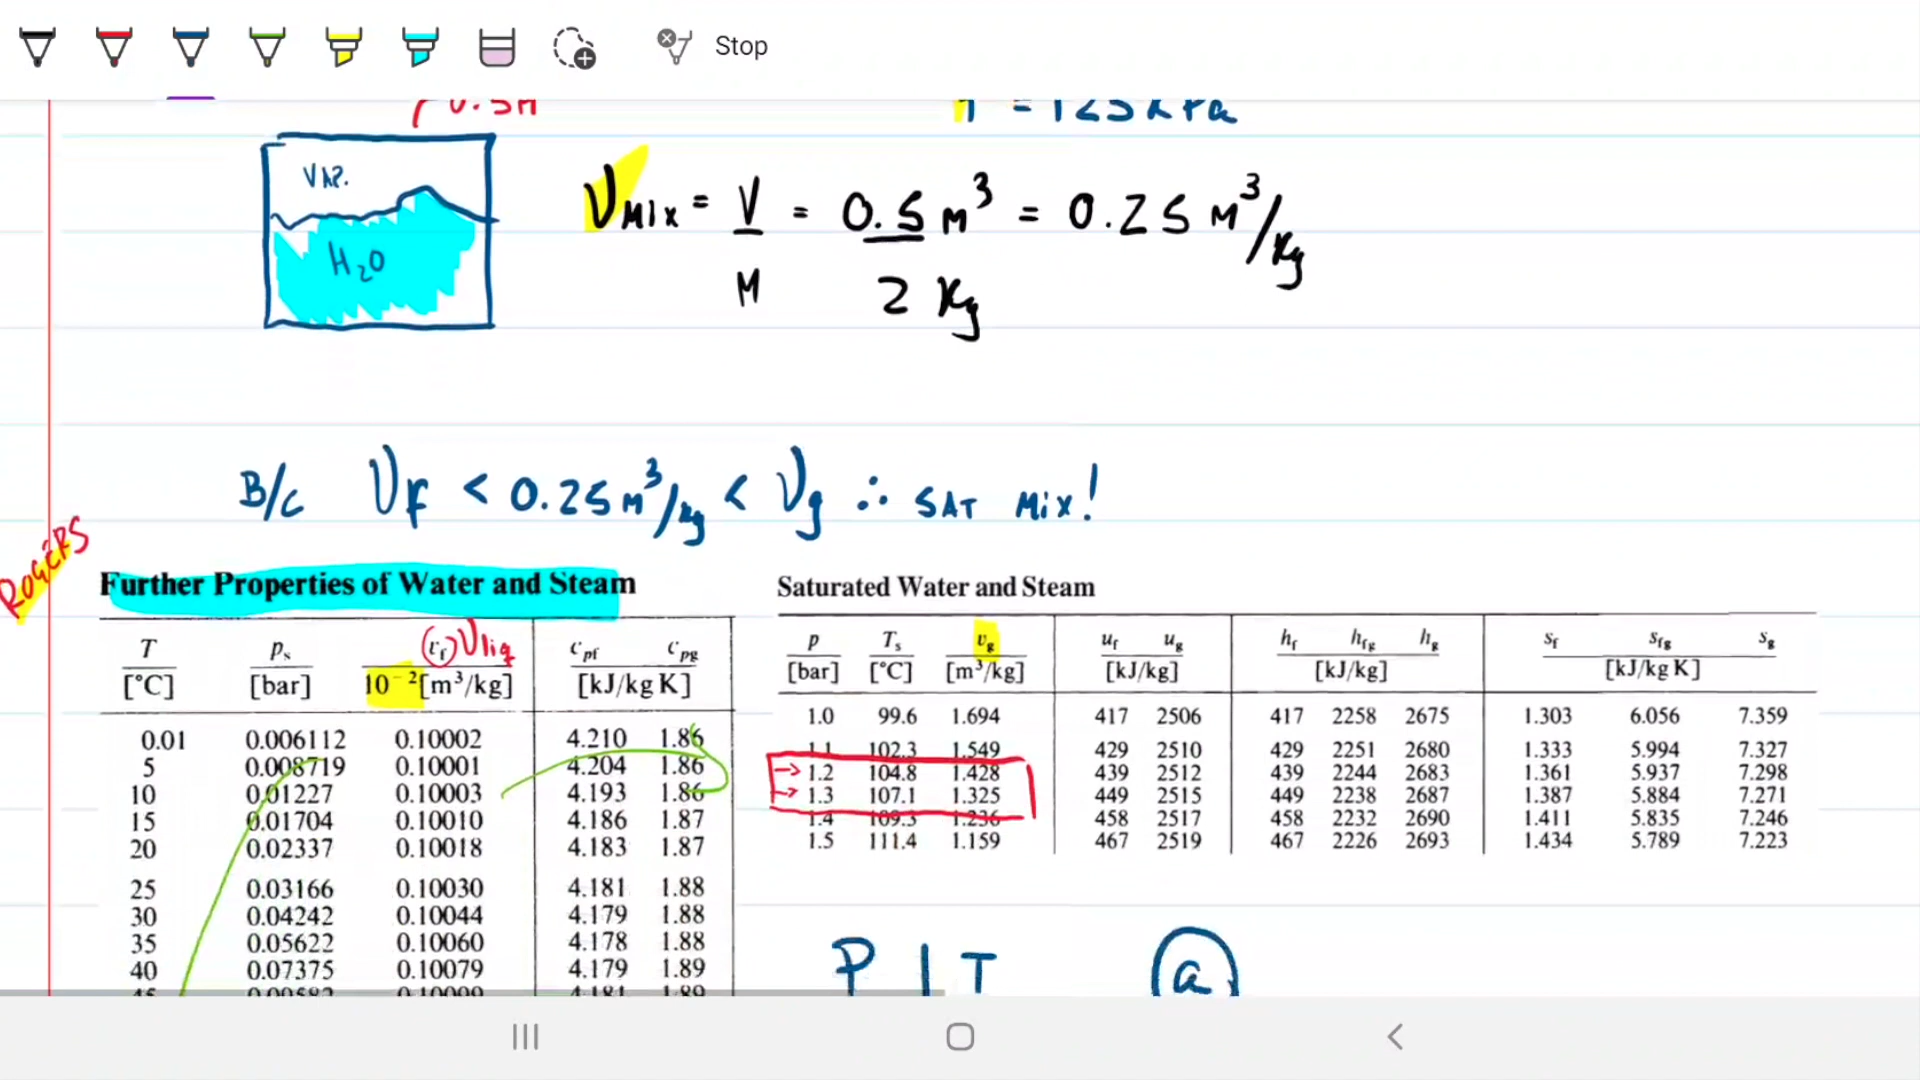 Stop
= 125 kPa
VAP.
H₂O
νMIX = V/M = 0.5 m³ / 2 kg = 0.25 m³/kg
B/C νf < 0.25 m³/kg < νg ∴ SAT MIX!
ROGERS
Further Properties of Water and Steam
T ps vf νliq cpf cpg
[°C] [bar] 10⁻²[m³/kg] [kJ/kg K]
0.01 0.006112 0.10002 4.210 1.86
5 0.008719 0.10001 4.204 1.86
10 0.01227 0.10003 4.193 1.86
15 0.01704 0.10010 4.186 1.87
20 0.02337 0.10018 4.183 1.87
25 0.03166 0.10030 4.181 1.88
30 0.04242 0.10044 4.179 1.88
35 0.05622 0.10060 4.178 1.88
40 0.07375 0.10079 4.179 1.89
Saturated Water and Steam
p Ts vg uf ug hf hfg hg sf sfg sg
[bar] [°C] [m³/kg] [kJ/kg] [kJ/kg] [kJ/kg K]
1.0 99.6 1.694 417 2506 417 2258 2675 1.303 6.056 7.359
1.1 102.3 1.549 429 2510 429 2251 2680 1.333 5.994 7.327
→ 1.2 104.8 1.428 439 2512 439 2244 2683 1.361 5.937 7.298
→ 1.3 107.1 1.325 449 2515 449 2238 2687 1.387 5.884 7.271
1.4 109.3 1.236 458 2517 458 2232 2690 1.411 5.835 7.246
1.5 111.4 1.159 467 2519 467 2226 2693 1.434 5.789 7.223
P | T a